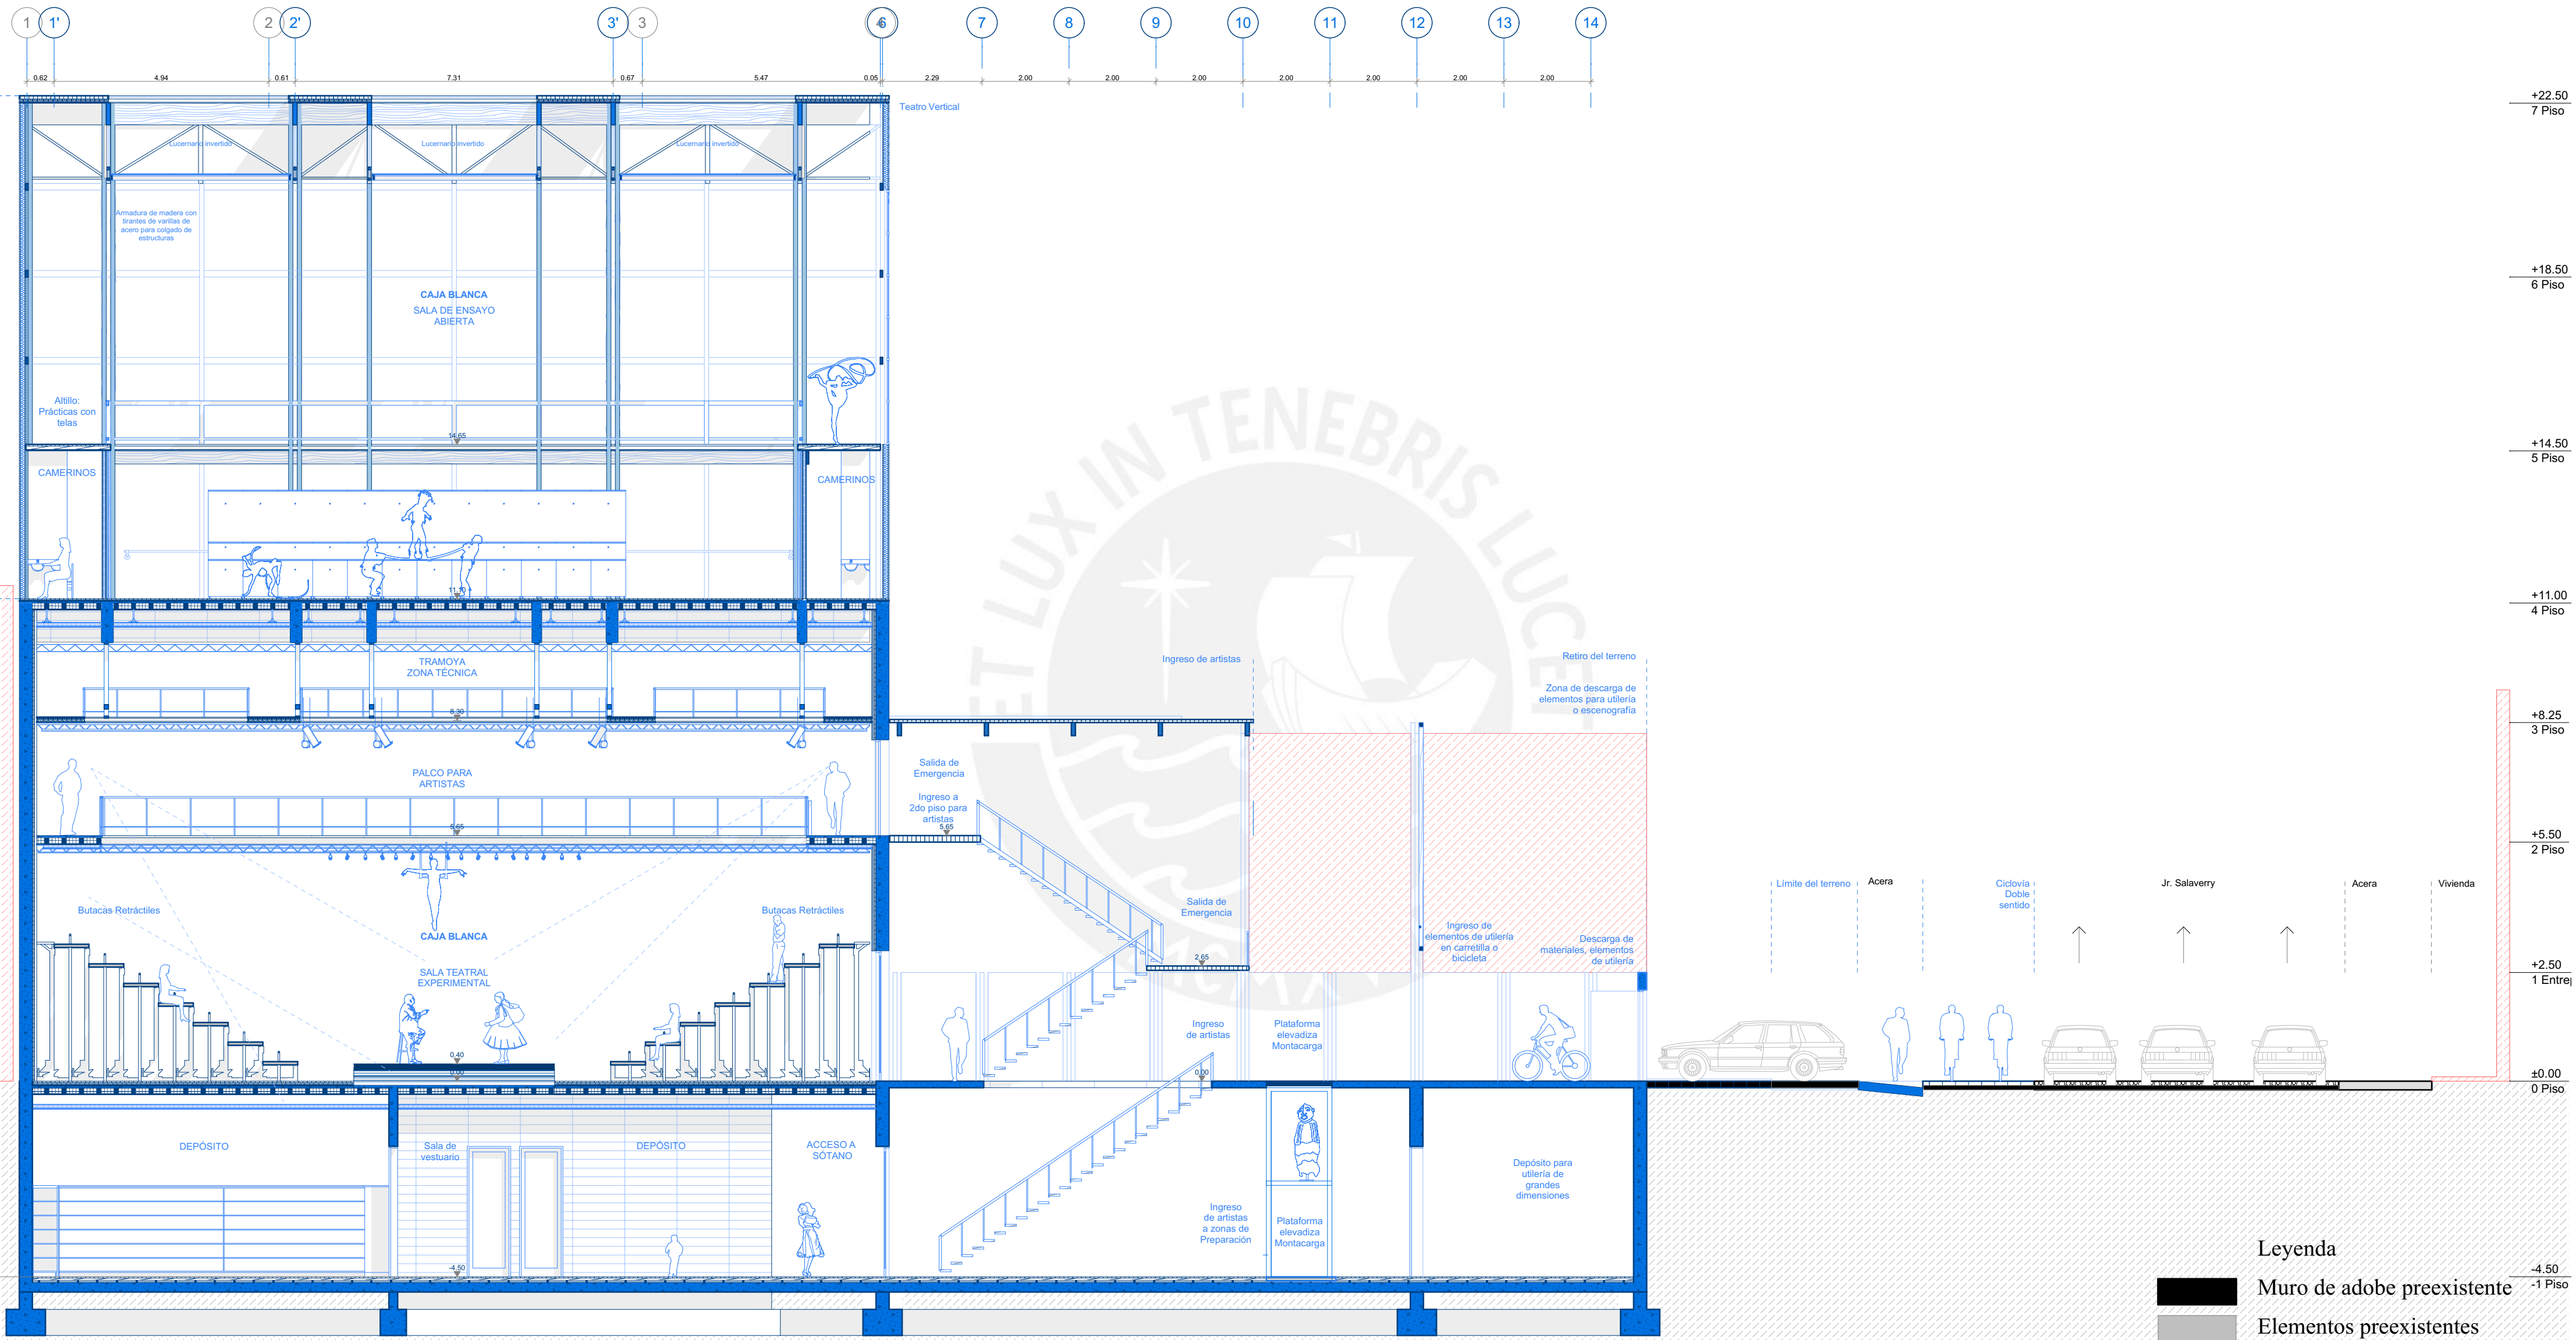 1 1' 2 2' 3' 3 6 7 8 9 10 11 12 13 14
0.62 4.94 0.61 7.31 0.67 5.47 0.05 2.29 2.00 2.00 2.00 2.00 2.00 2.00 2.00
Teatro Vertical
+22.50
7 Piso
Lucernario invertido
Lucernario invertido
Lucernario invertido
Armadura de madera con
tirantes de varillas de
acero para colgado de
estructuras
+18.50
6 Piso
CAJA BLANCA
SALA DE ENSAYO
ABIERTA
Altillo:
Prácticas con
telas
14.65
+14.50
5 Piso
CAMERINOS
CAMERINOS
ET LUX IN TENEBRIS LUCET
MCMX
11.10
+11.00
4 Piso
TRAMOYA
ZONA TÉCNICA
Ingreso de artistas
Retiro del terreno
Zona de descarga de
elementos para utilería
o escenografía
8.30
+8.25
3 Piso
PALCO PARA
ARTISTAS
Salida de
Emergencia
Ingreso a
2do piso para
artistas
5.65
5.65
+5.50
2 Piso
Butacas Retráctiles
Butacas Retráctiles
CAJA BLANCA
SALA TEATRAL
EXPERIMENTAL
Salida de
Emergencia
2.65
Ingreso de
elementos de utilería
en carretilla o
bicicleta
Descarga de
materiales, elementos
de utilería
Límite del terreno
Acera
Ciclovía
Doble
sentido
Jr. Salaverry
Acera
Vivienda
+2.50
1 Entrep
Ingreso
de artistas
Plataforma
elevadiza
Montacarga
0.40
0.00
0.00
±0.00
0 Piso
DEPÓSITO
Sala de
vestuario
DEPÓSITO
ACCESO A
SÓTANO
Ingreso
de artistas
a zonas de
Preparación
Plataforma
elevadiza
Montacarga
Depósito para
utilería de
grandes
dimensiones
-4.50
-4.50
-1 Piso
Leyenda
Muro de adobe preexistente
Elementos preexistentes